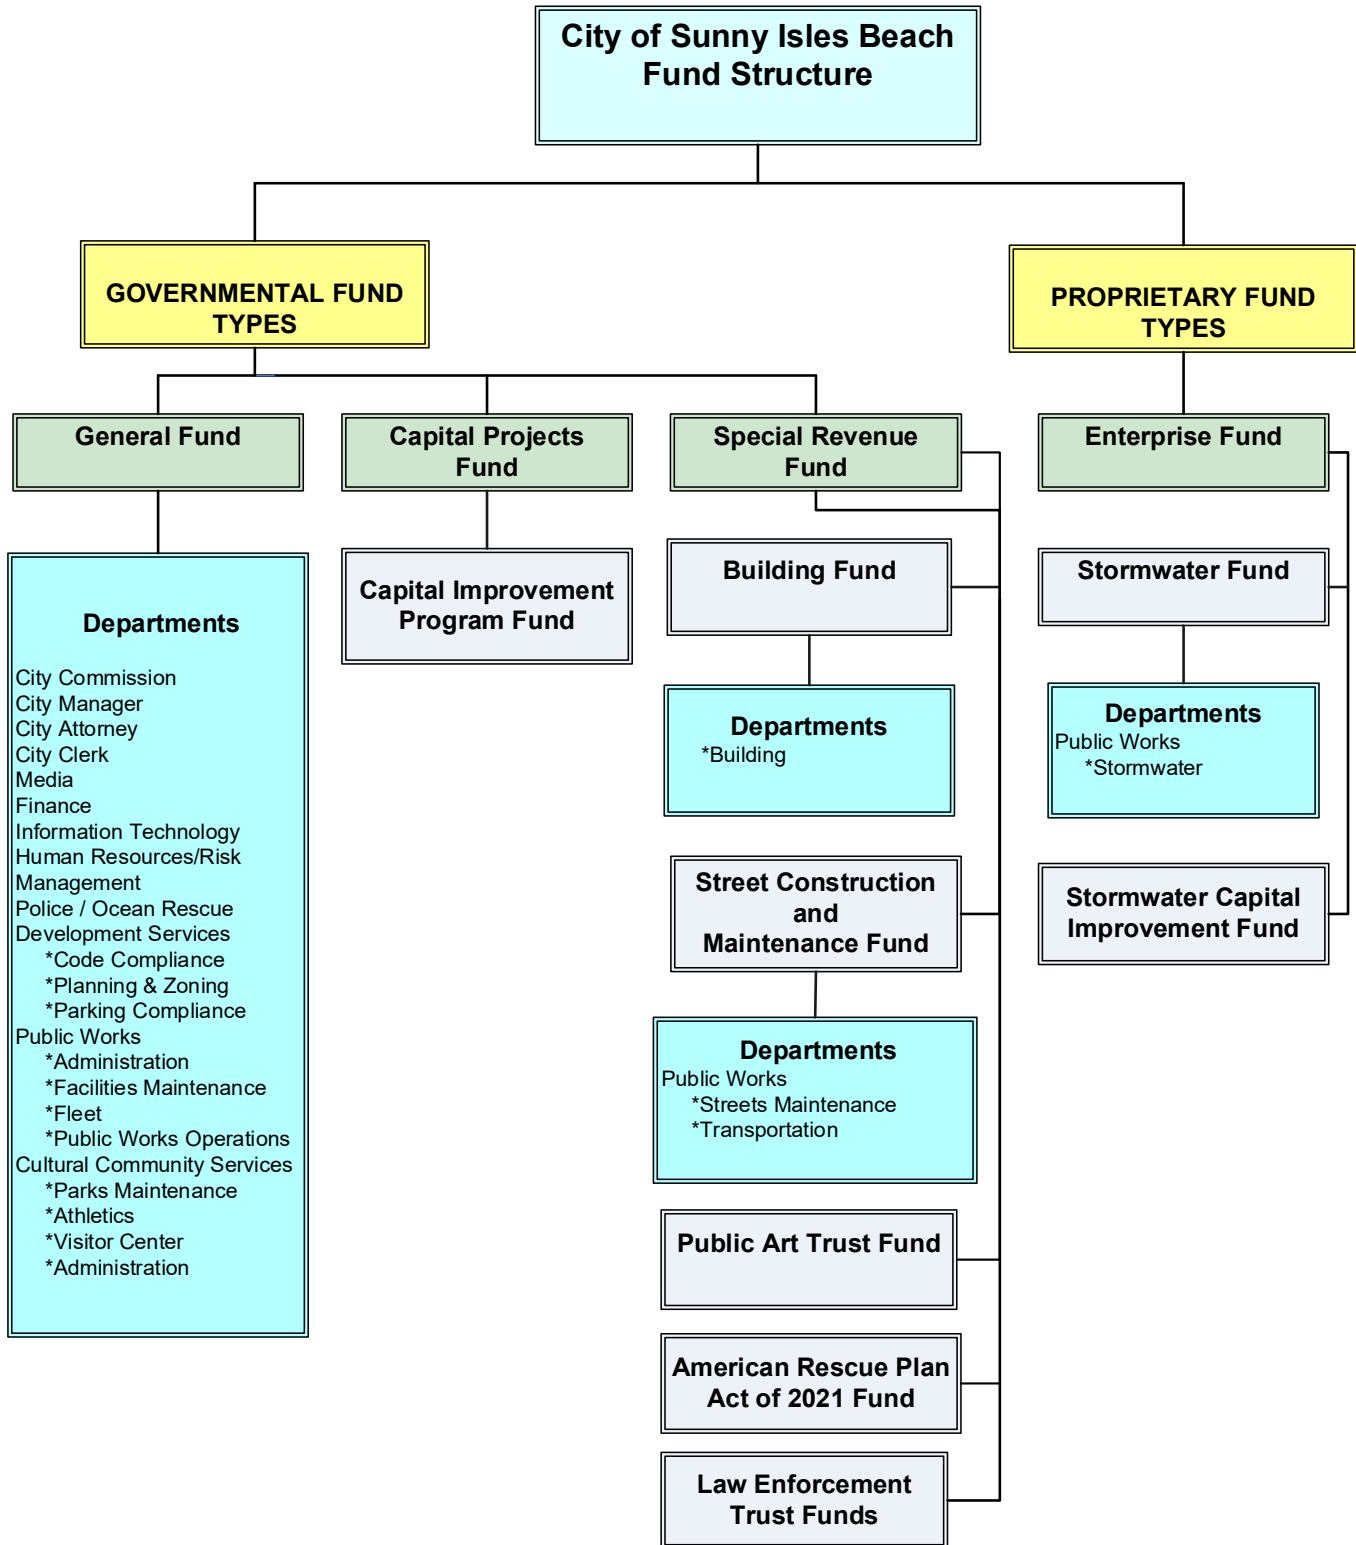 City of Sunny Isles Beach
Fund Structure
GOVERNMENTAL FUND
TYPES
PROPRIETARY FUND
TYPES
General Fund
Capital Projects
Fund
Special Revenue
Fund
Enterprise Fund
Departments
City Commission
City Manager
City Attorney
City Clerk
Media
Finance
Information Technology
Human Resources/Risk
Management
Police / Ocean Rescue
Development Services
*Code Compliance
*Planning & Zoning
*Parking Compliance
Public Works
*Administration
*Facilities Maintenance
*Fleet
*Public Works Operations
Cultural Community Services
*Parks Maintenance
*Athletics
*Visitor Center
*Administration
Capital Improvement
Program Fund
Building Fund
Departments
*Building
Street Construction
and
Maintenance Fund
Departments
Public Works
*Streets Maintenance
*Transportation
Public Art Trust Fund
American Rescue Plan
Act of 2021 Fund
Law Enforcement
Trust Funds
Stormwater Fund
Departments
Public Works
*Stormwater
Stormwater Capital
Improvement Fund